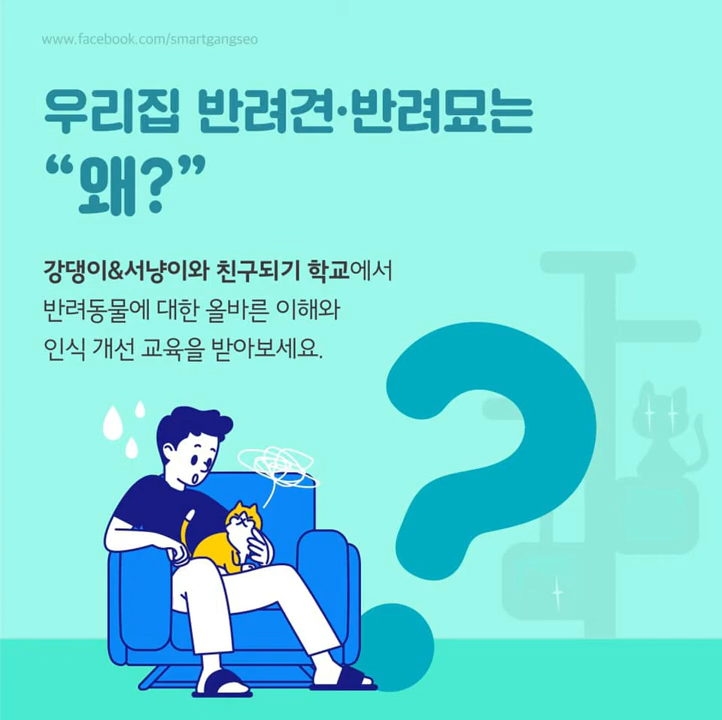 www.facebook.com/smartgangseo
우리집 반려견·반려묘는
“왜?”
강댕이&서냥이와 친구되기 학교에서
반려동물에 대한 올바른 이해와
인식 개선 교육을 받아보세요.